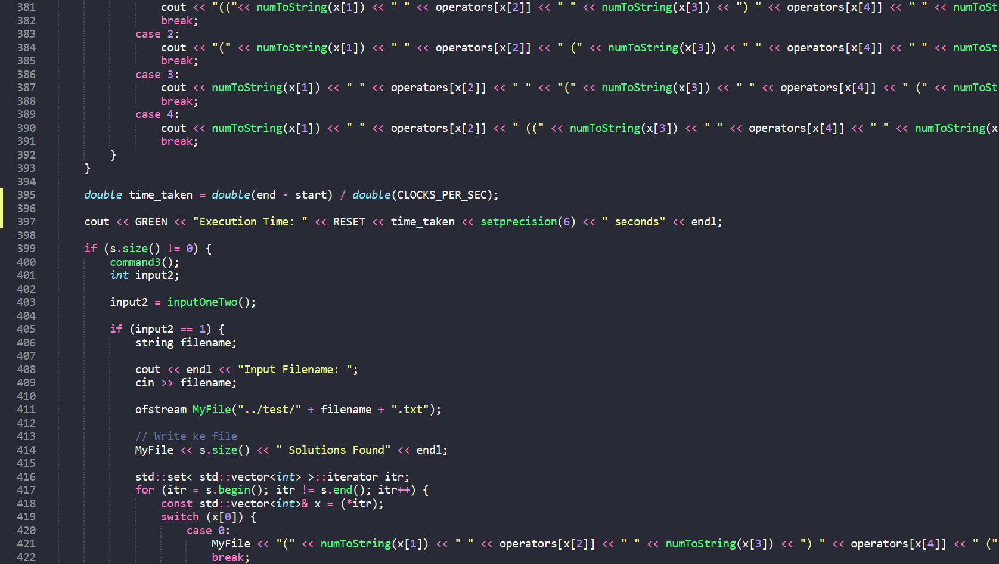 381 cout << "(("<< numToString(x[1]) << " " << operators[x[2]] << " " << numToString(x[3]) << ") " << operators[x[4]] << " " << numToSt
382 break;
383 case 2:
384 cout << "(" << numToString(x[1]) << " " << operators[x[2]] << " (" << numToString(x[3]) << " " << operators[x[4]] << " " << numToSt
385 break;
386 case 3:
387 cout << numToString(x[1]) << " " << operators[x[2]] << " " << "(" << numToString(x[3]) << " " << operators[x[4]] << " (" << numToSt
388 break;
389 case 4:
390 cout << numToString(x[1]) << " " << operators[x[2]] << " ((" << numToString(x[3]) << " " << operators[x[4]] << " " << numToString(x
391 break;
392 }
393 }
394
395 double time_taken = double(end - start) / double(CLOCKS_PER_SEC);
396
397 cout << GREEN << "Execution Time: " << RESET << time_taken << setprecision(6) << " seconds" << endl;
398
399 if (s.size() != 0) {
400 command3();
401 int input2;
402
403 input2 = inputOneTwo();
404
405 if (input2 == 1) {
406 string filename;
407
408 cout << endl << "Input Filename: ";
409 cin >> filename;
410
411 ofstream MyFile("../test/" + filename + ".txt");
412
413 // Write ke file
414 MyFile << s.size() << " Solutions Found" << endl;
415
416 std::set< std::vector<int> >::iterator itr;
417 for (itr = s.begin(); itr != s.end(); itr++) {
418 const std::vector<int>& x = (*itr);
419 switch (x[0]) {
420 case 0:
421 MyFile << "(" << numToString(x[1]) << " " << operators[x[2]] << " " << numToString(x[3]) << ") " << operators[x[4]] << " ("
422 break;